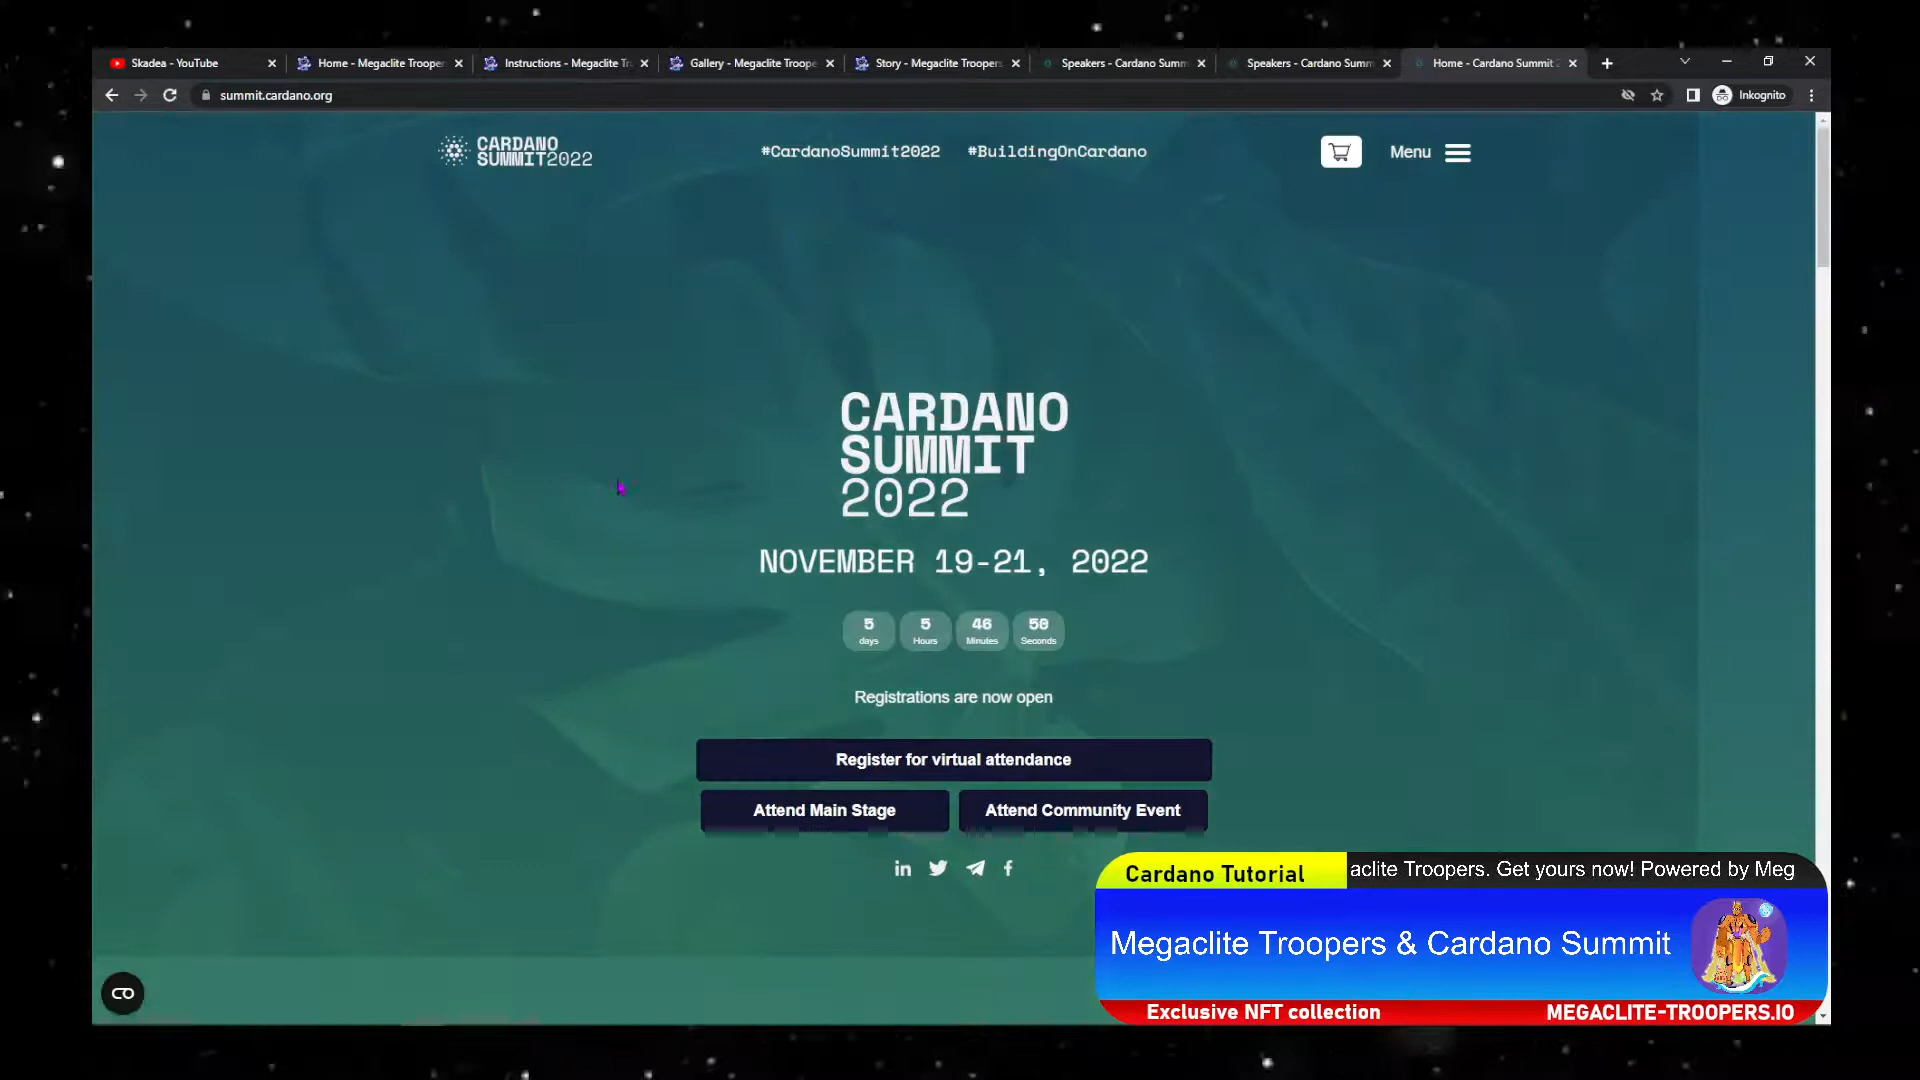 Skadea - YouTube
Home - Megaclite Trooper
Instructions - Megaclite Tr
Gallery - Megaclite Troope
Story - Megaclite Troopers
Speakers - Cardano Summ
Speakers - Cardano Summ
Home - Cardano Summit 2
summit.cardano.org
Inkognito
CARDANO
SUMMIT2022
#CardanoSummit2022 #BuildingOnCardano
Menu
CARDANO
SUMMIT
2022
NOVEMBER 19-21, 2022
5 5 46 50
days Hours Minutes Seconds
Registrations are now open
Register for virtual attendance
Attend Main Stage
Attend Community Event
in
f
Cardano Tutorial
aclite Troopers. Get yours now! Powered by Meg
Megaclite Troopers & Cardano Summit
Exclusive NFT collection
MEGACLITE-TROOPERS.IO